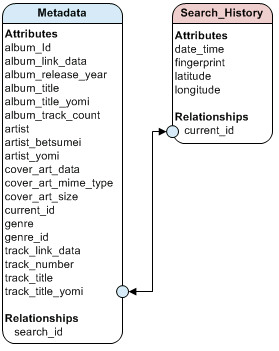 Metadata
Attributes
album_Id
album_link_data
album_release_year
album_title
album_title_yomi
album_track_count
artist
artist_betsumei
artist_yomi
cover_art_data
cover_art_mime_type
cover_art_size
current_id
genre
genre_id
track_link_data
track_number
track_title
track_title_yomi
Relationships
search_id
Search_History
Attributes
date_time
fingerprint
latitude
longitude
Relationships
current_id